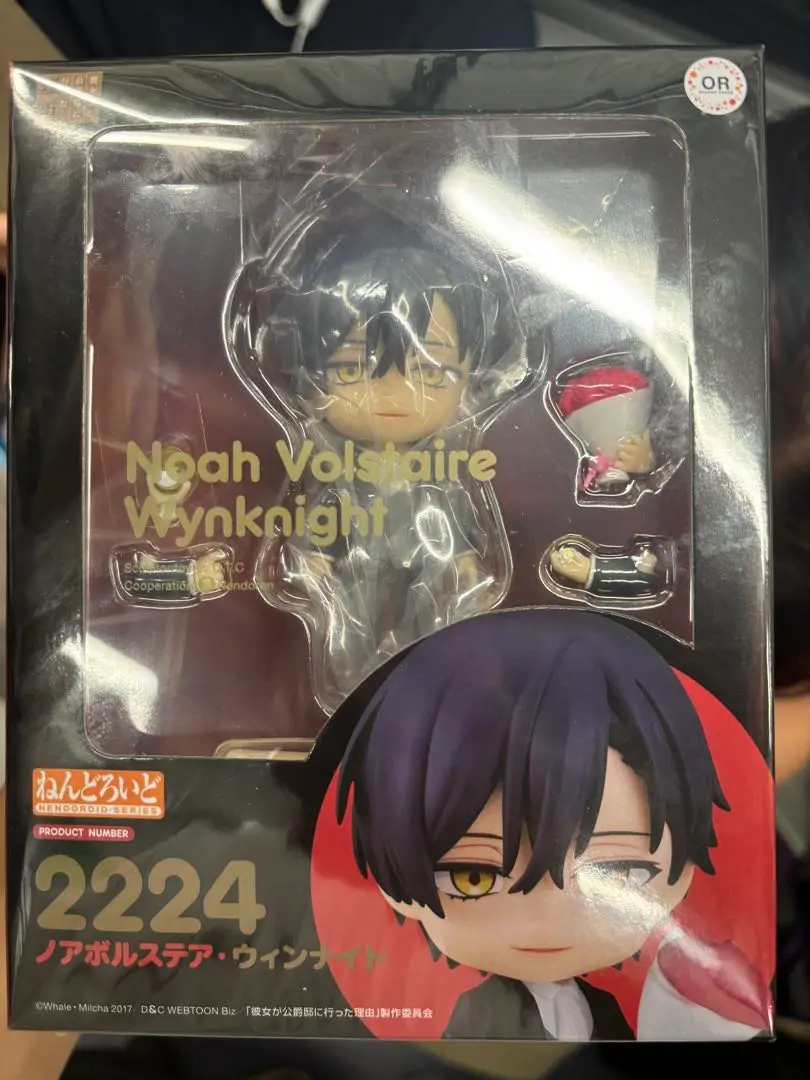 OR
Noah Volstaire
Wynknight
Cooperation Nendoron
ねんどろいど
NENDOROID-SERIES
PRODUCT NUMBER
2224
ノアボルステア・ウィンナイト
©Whale・Milcha 2017 D&C WEBTOON Biz／「彼女が公爵邸に行った理由」製作委員会